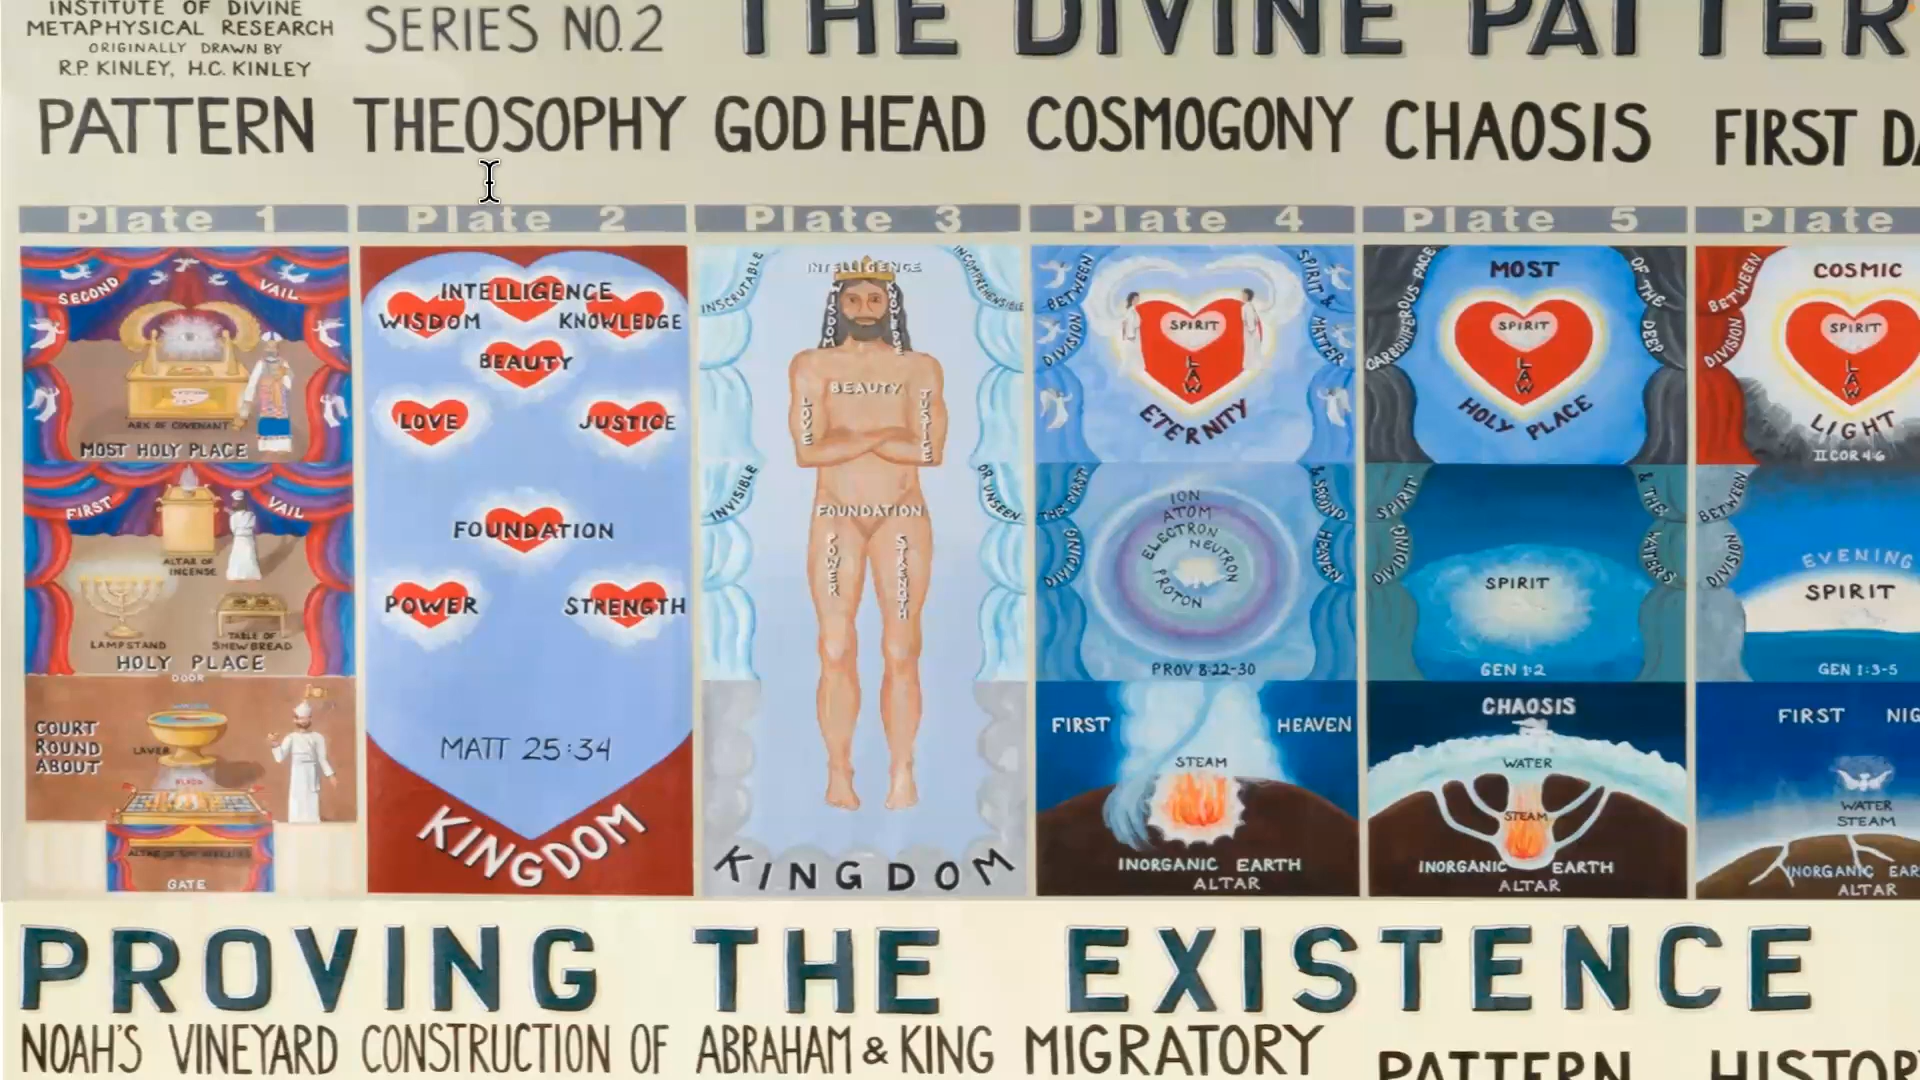 INSTITUTE OF DIVINE
METAPHYSICAL RESEARCH
ORIGINALLY DRAWN BY
R.P. KINLEY, H.C. KINLEY
SERIES NO.2
THE DIVINE PATTER
PATTERN
THEOSOPHY
GOD HEAD
COSMOGONY
CHAOSIS
FIRST DA
Plate 1
Plate 2
Plate 3
Plate 4
Plate 5
Plate
SECOND VAIL
ARK OF COVENANT
MOST HOLY PLACE
FIRST VAIL
ALTAR OF
INCENSE
LAMPSTAND
TABLE OF
SHEWBREAD
HOLY PLACE
DOOR
COURT
ROUND
ABOUT
LAVER
GATE
INTELLIGENCE
WISDOM
KNOWLEDGE
BEAUTY
LOVE
JUSTICE
FOUNDATION
POWER
STRENGTH
MATT 25:34
KINGDOM
INSCRUTABLE
INCOMPREHENSIBLE
INTELLIGENCE
WISDOM
KNOWLEDGE
BEAUTY
LOVE
JUSTICE
INVISIBLE
OR UNSEEN
FOUNDATION
POWER
STRENGTH
KINGDOM
DIVISION BETWEEN
SPIRIT & MATTER
SPIRIT
LAW
ETERNITY
DIVIDING THE FIRST
& SECOND HEAVEN
ION
ATOM
ELECTRON
NEUTRON
PROTON
PROV 8:22-30
FIRST HEAVEN
STEAM
INORGANIC EARTH
ALTAR
CARBONIFEROUS FACE
OF THE DEEP
MOST
SPIRIT
LAW
HOLY PLACE
DIVIDING SPIRIT
& THE WATERS
SPIRIT
GEN 1:2
CHAOSIS
WATER
STEAM
INORGANIC EARTH
ALTAR
DIVISION BETWEEN
COSMIC
SPIRIT
LAW
LIGHT
II COR 4:6
DIVISION BETWEEN
EVENING
SPIRIT
GEN 1:3-5
FIRST NIG
WATER
STEAM
INORGANIC EAR
ALTAR
PROVING THE EXISTENCE
NOAH'S VINEYARD
CONSTRUCTION OF
ABRAHAM & KING
MIGRATORY
PATTERN
HISTOR